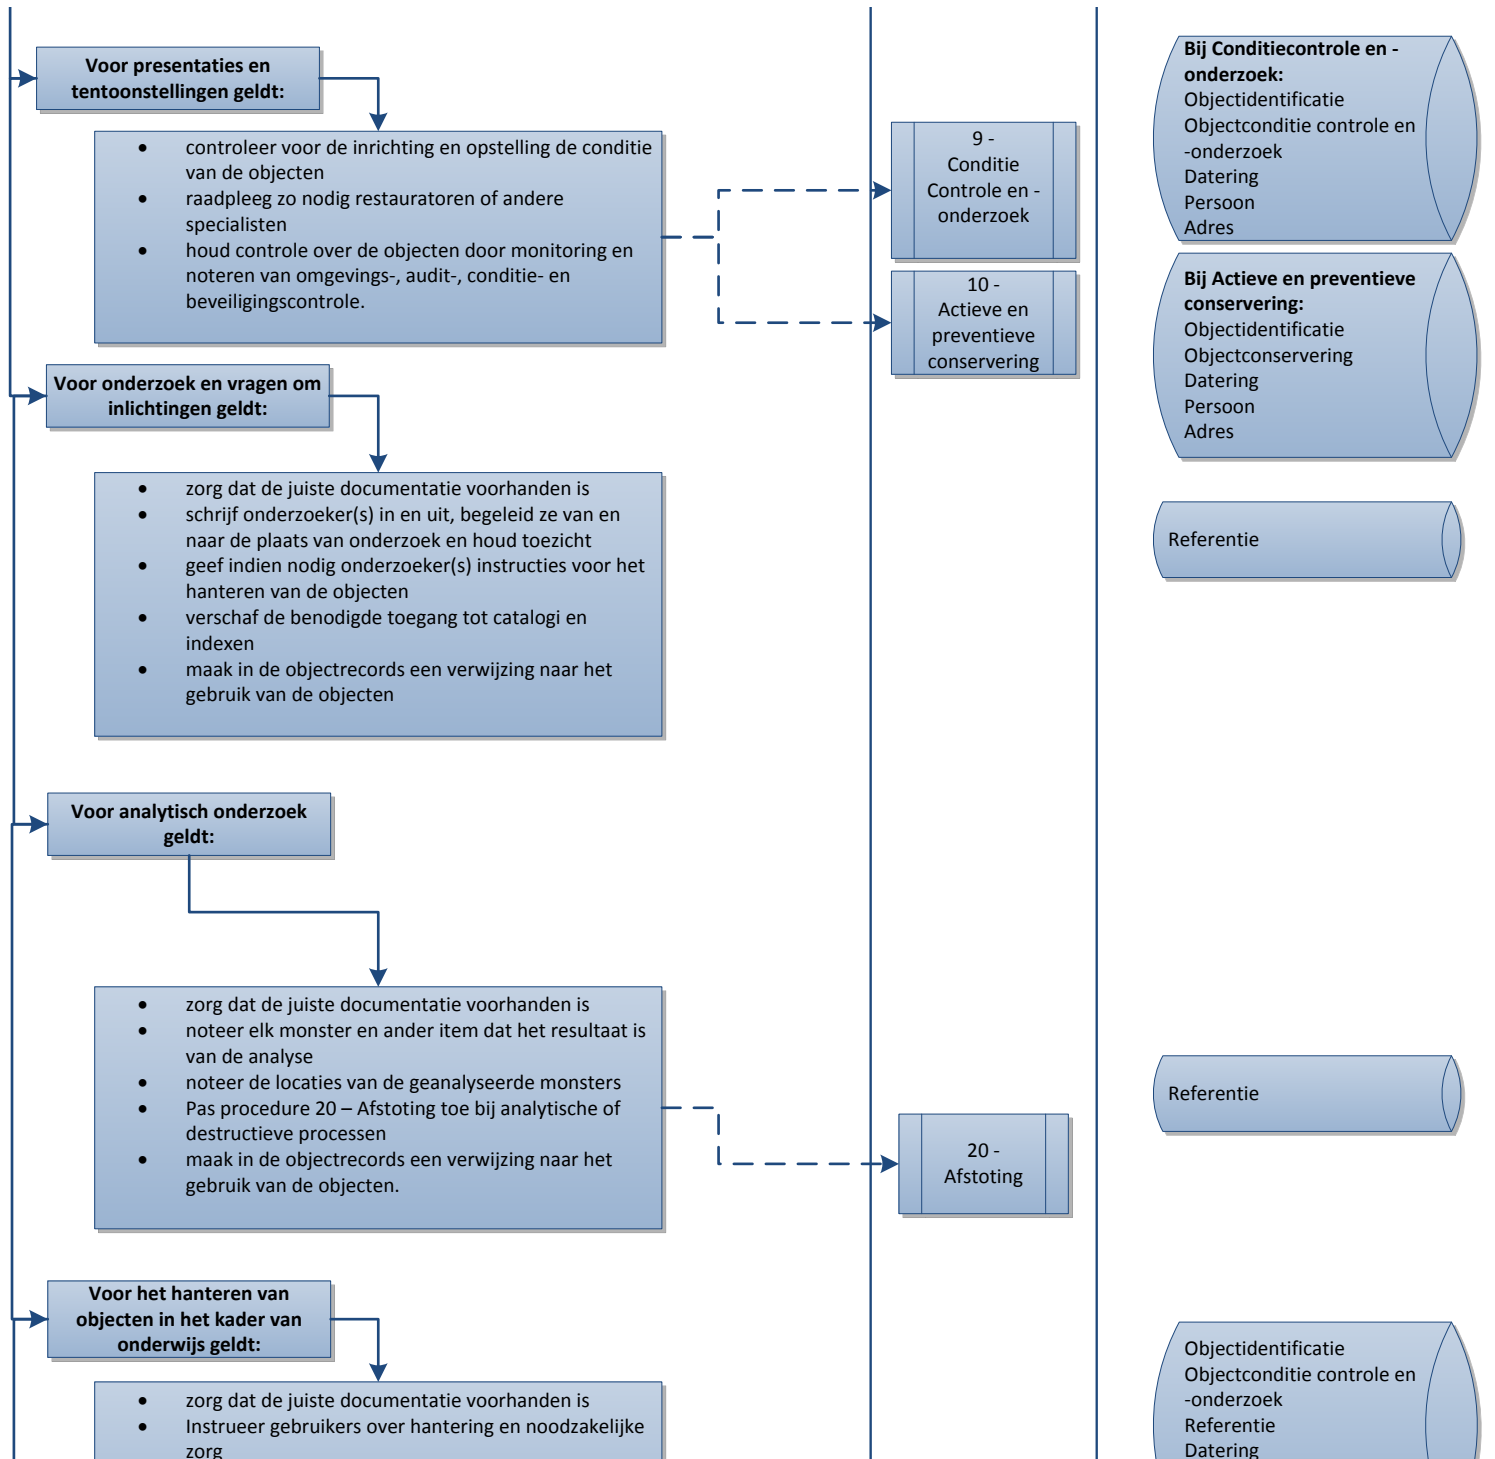 Voor presentaties en
tentoonstellingen geldt:
• controleer voor de inrichting en opstelling de conditie
van de objecten
• raadpleeg zo nodig restauratoren of andere
specialisten
• houd controle over de objecten door monitoring en
noteren van omgevings-, audit-, conditie- en
beveiligingscontrole.
9 -
Conditie
Controle en -
onderzoek
10 -
Actieve en
preventieve
conservering
Bij Conditiecontrole en -
onderzoek:
Objectidentificatie
Objectconditie controle en
-onderzoek
Datering
Persoon
Adres
Bij Actieve en preventieve
conservering:
Objectidentificatie
Objectconservering
Datering
Persoon
Adres
Voor onderzoek en vragen om
inlichtingen geldt:
• zorg dat de juiste documentatie voorhanden is
• schrijf onderzoeker(s) in en uit, begeleid ze van en
naar de plaats van onderzoek en houd toezicht
• geef indien nodig onderzoeker(s) instructies voor het
hanteren van de objecten
• verschaf de benodigde toegang tot catalogi en
indexen
• maak in de objectrecords een verwijzing naar het
gebruik van de objecten
Referentie
Voor analytisch onderzoek
geldt:
• zorg dat de juiste documentatie voorhanden is
• noteer elk monster en ander item dat het resultaat is
van de analyse
• noteer de locaties van de geanalyseerde monsters
• Pas procedure 20 – Afstoting toe bij analytische of
destructieve processen
• maak in de objectrecords een verwijzing naar het
gebruik van de objecten.
20 -
Afstoting
Referentie
Voor het hanteren van
objecten in het kader van
onderwijs geldt:
• zorg dat de juiste documentatie voorhanden is
• Instrueer gebruikers over hantering en noodzakelijke
zorg
Objectidentificatie
Objectconditie controle en
-onderzoek
Referentie
Datering